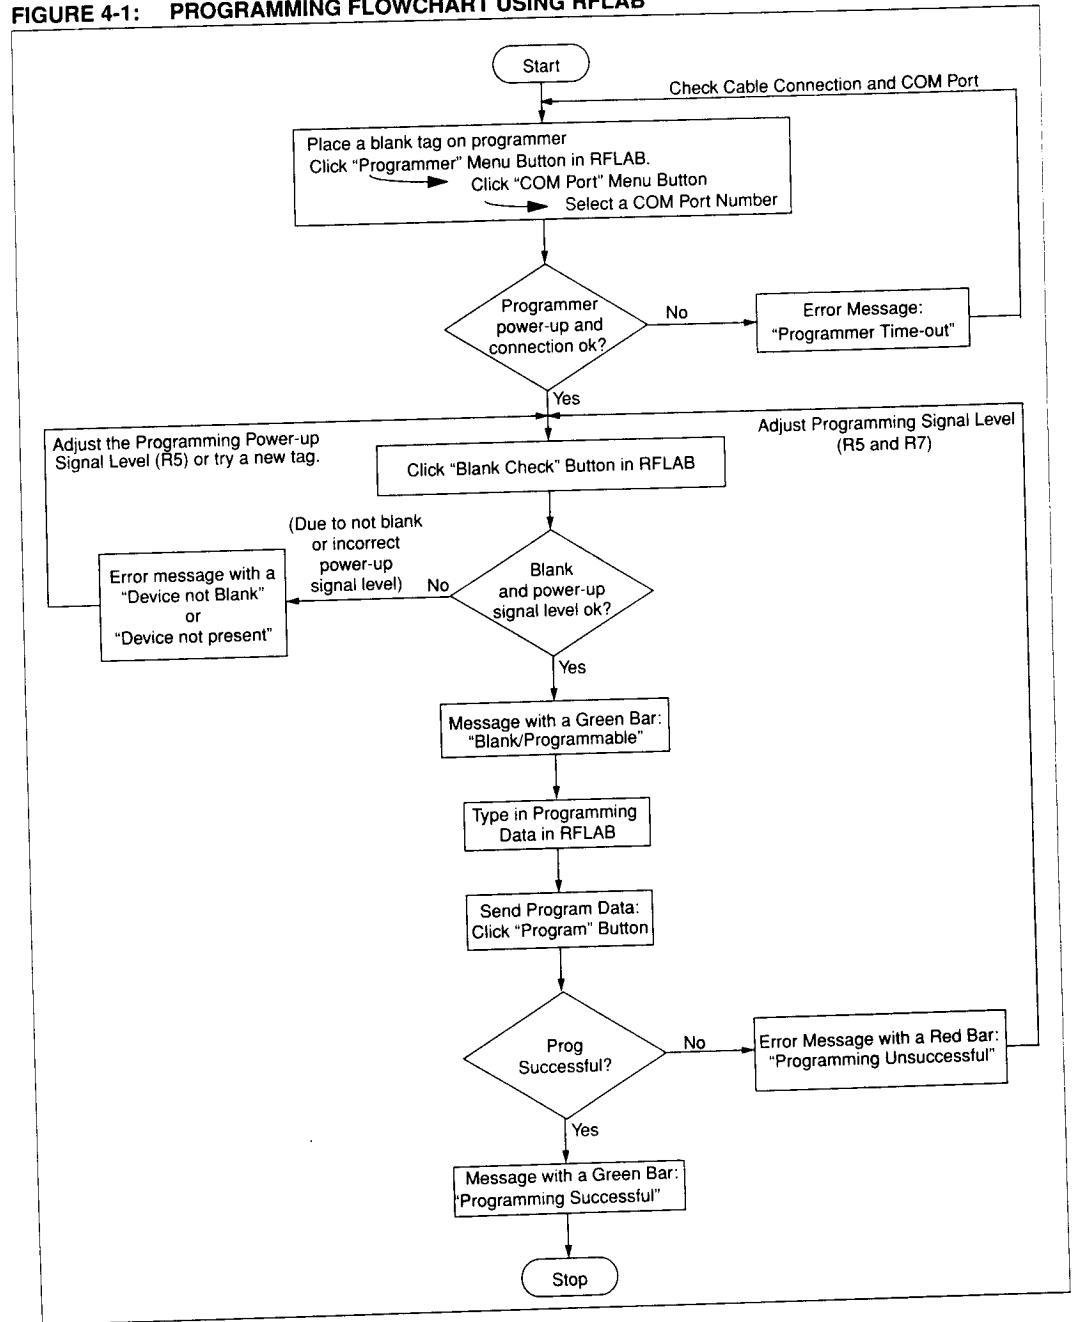 FIGURE 4-1: PROGRAMMING FLOWCHART USING RFLAB
Start
Check Cable Connection and COM Port
Place a blank tag on programmer
Click “Programmer” Menu Button in RFLAB.
Click “COM Port” Menu Button
Select a COM Port Number
Programmer
power-up and
connection ok?
No
Error Message:
“Programmer Time-out”
Yes
Adjust the Programming Power-up
Signal Level (R5) or try a new tag.
Adjust Programming Signal Level
(R5 and R7)
Click “Blank Check” Button in RFLAB
(Due to not blank
or incorrect
power-up
signal level)
No
Error message with a
“Device not Blank”
or
“Device not present”
Blank
and power-up
signal level ok?
Yes
Message with a Green Bar:
“Blank/Programmable”
Type in Programming
Data in RFLAB
Send Program Data:
Click “Program” Button
Prog
Successful?
No
Error Message with a Red Bar:
“Programming Unsuccessful”
Yes
Message with a Green Bar:
“Programming Successful”
Stop